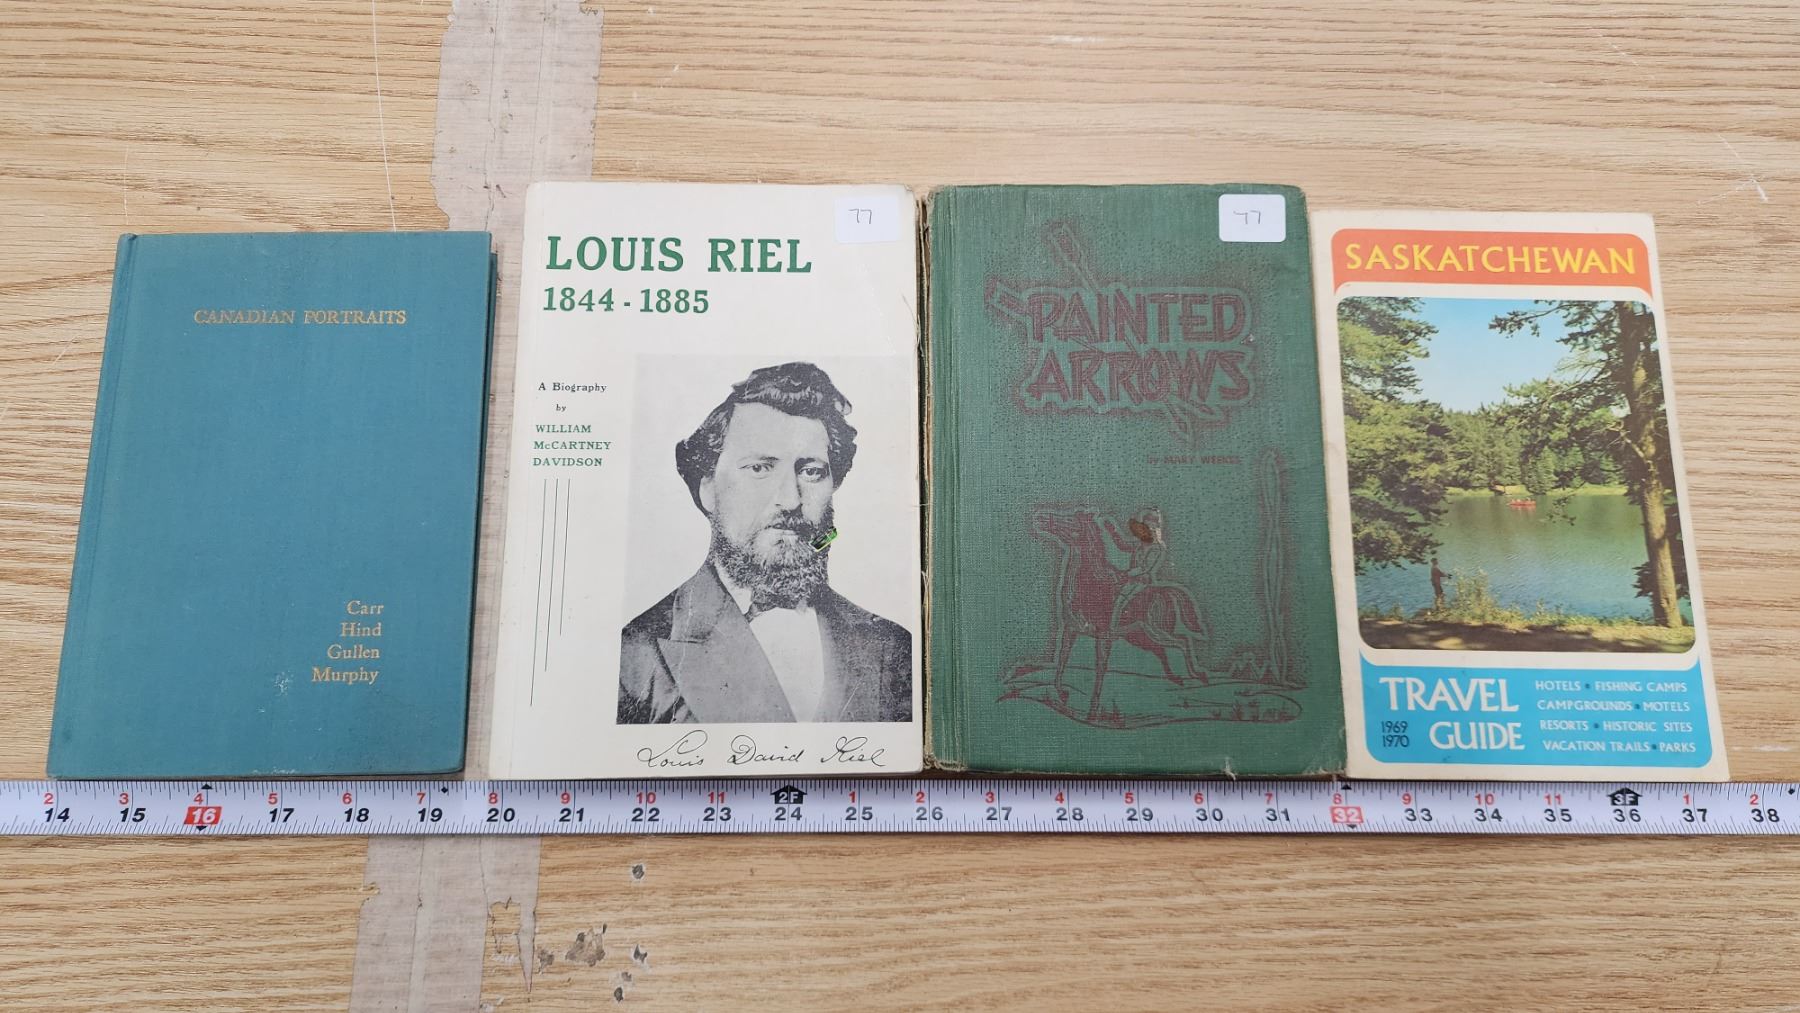 CANADIAN PORTRAITS
Carr
Hind
Gullen
Murphy
77
LOUIS RIEL
1844 - 1885
A Biography
by
WILLIAM
McCARTNEY
DAVIDSON
Louis David Riel
77
PAINTED
ARROWS
by MARY WEEKES
SASKATCHEWAN
TRAVEL
GUIDE
1969
1970
HOTELS • FISHING CAMPS
CAMPGROUNDS • MOTELS
RESORTS • HISTORIC SITES
VACATION TRAILS • PARKS
2 3 4 5 6 7 8 9 10 11 2F 1 2 3 4 5 6 7 8 9 10 11 3F 1 2
14 15 16 17 18 19 20 21 22 23 24 25 26 27 28 29 30 31 32 33 34 35 36 37 38